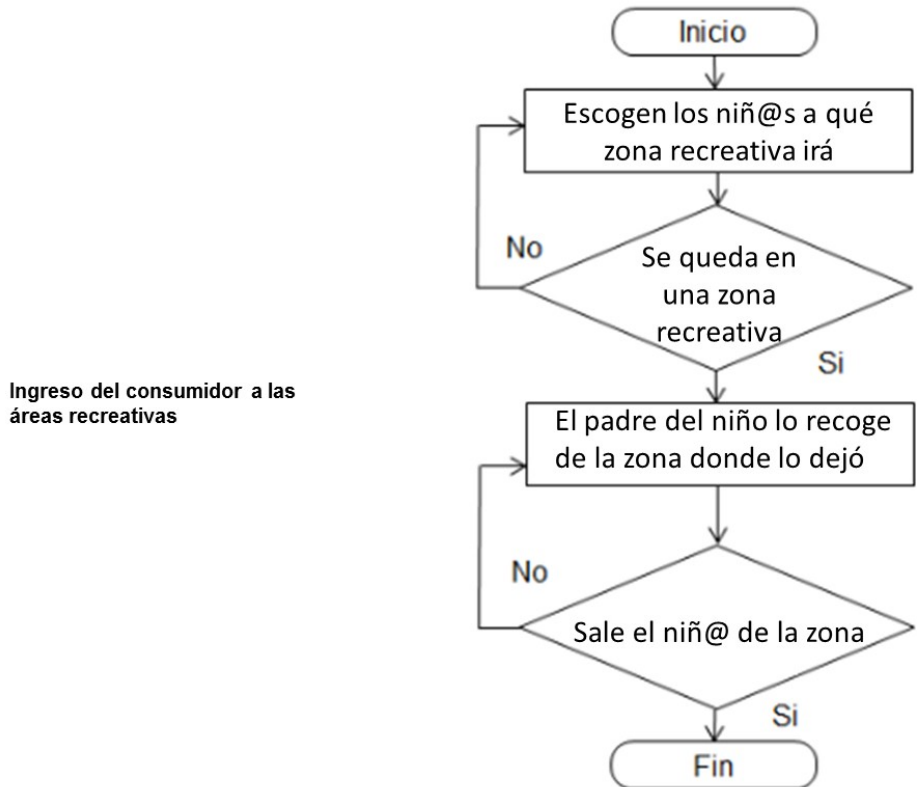 Inicio
Escogen los niñ@s a qué
zona recreativa irá
No
Se queda en
una zona
recreativa
Si
Ingreso del consumidor a las
áreas recreativas
El padre del niño lo recoge
de la zona donde lo dejó
No
Sale el niñ@ de la zona
Si
Fin